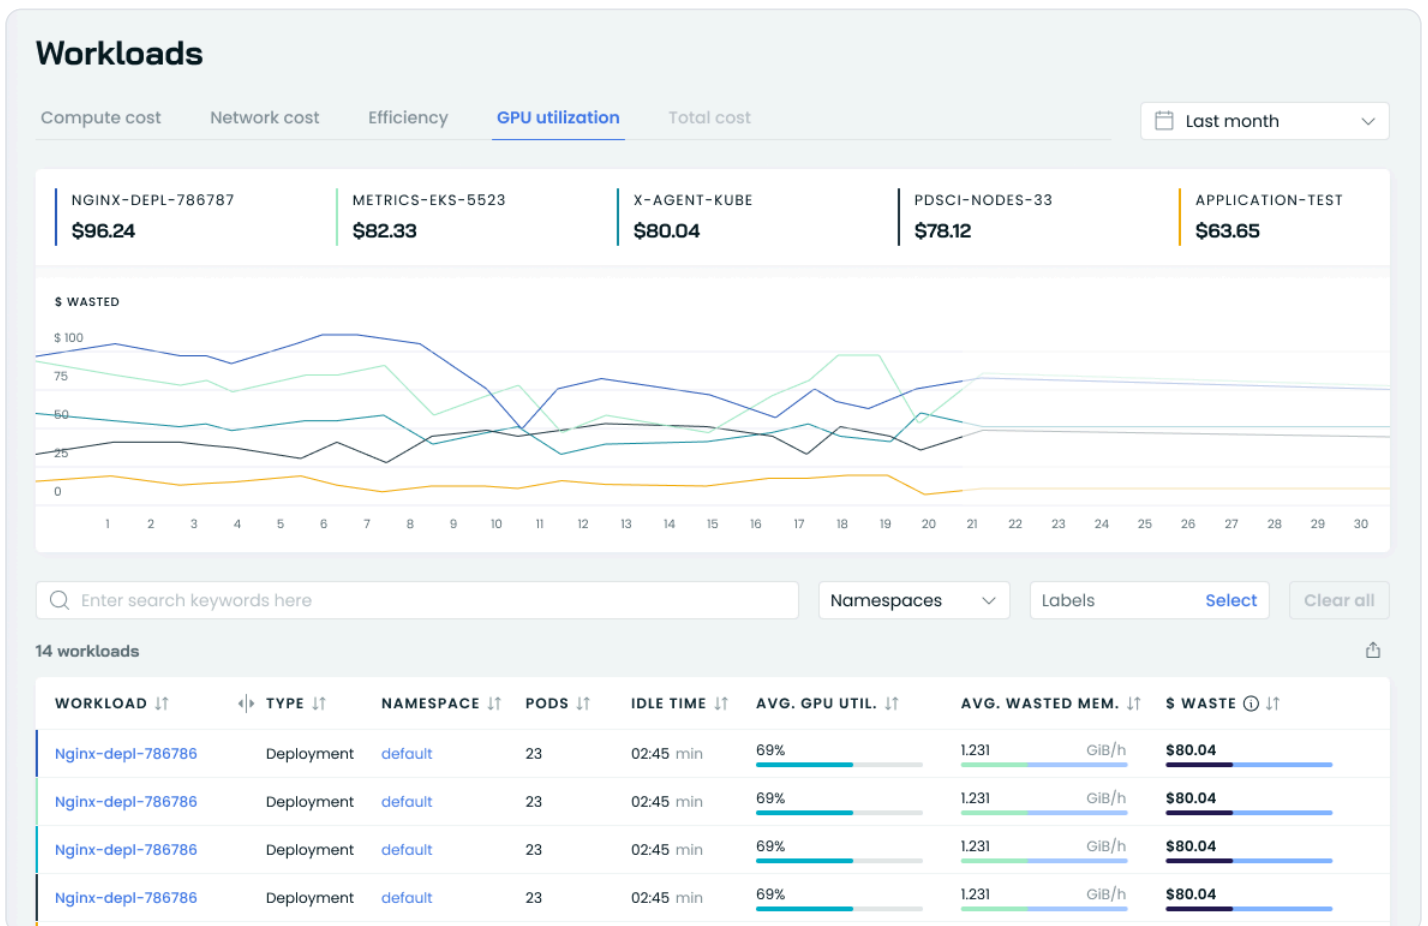 Workloads
Compute cost Network cost Efficiency GPU utilization Total cost Last month
NGINX-DEPL-786787 METRICS-EKS-5523 X-AGENT-KUBE PDSCI-NODES-33 APPLICATION-TEST
$96.24 $82.33 $80.04 $78.12 $63.65
$ WASTED
$ 100
75
50
25
0
1 2 3 4 5 6 7 8 9 10 11 12 13 14 15 16 17 18 19 20 21 22 23 24 25 26 27 28 29 30
Enter search keywords here Namespaces Labels Select Clear all
14 workloads
WORKLOAD TYPE NAMESPACE PODS IDLE TIME AVG. GPU UTIL. AVG. WASTED MEM. $ WASTE
Nginx-depl-786786 Deployment default 23 02:45 min 69% 1.231 GiB/h $80.04
Nginx-depl-786786 Deployment default 23 02:45 min 69% 1.231 GiB/h $80.04
Nginx-depl-786786 Deployment default 23 02:45 min 69% 1.231 GiB/h $80.04
Nginx-depl-786786 Deployment default 23 02:45 min 69% 1.231 GiB/h $80.04